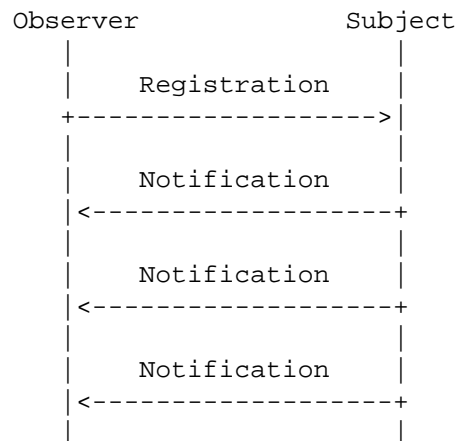 Observer Subject
Registration
Notification
Notification
Notification